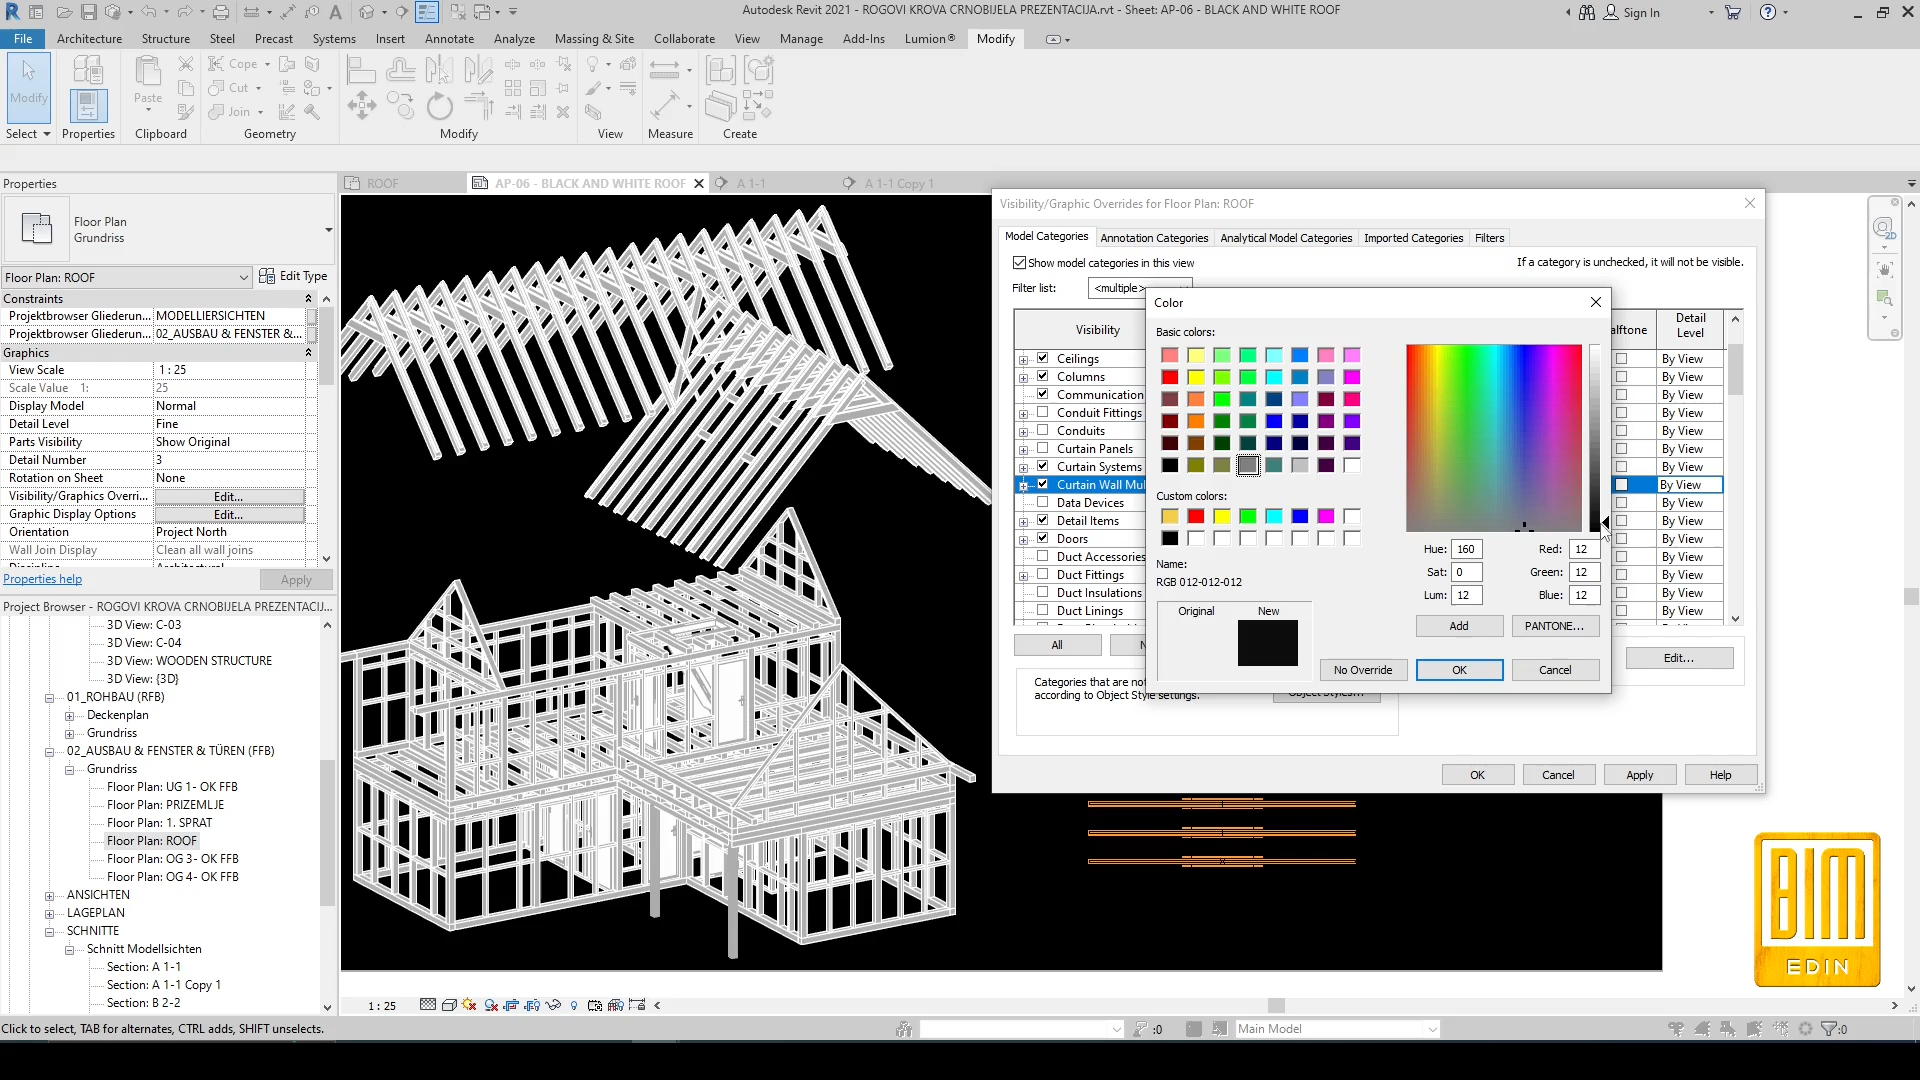 Autodesk Revit 2021 - ROGOVI KROVA CRNOBIJELA PREZENTACIJA.rvt - Sheet: AP-06 - BLACK AND WHITE ROOF
Sign In
File Architecture Structure Steel Precast Systems Insert Annotate Analyze Massing & Site Collaborate View Manage Add-Ins Lumion® Modify
Cope
Cut
Join
Modify
Paste
Select Properties Clipboard Geometry Modify View Measure Create
Properties
ROOF AP-06 - BLACK AND WHITE ROOF A 1-1 A 1-1 Copy 1
Floor Plan
Grundriss
Floor Plan: ROOF Edit Type
Constraints
Projektbrowser Gliederun... MODELLIERSICHTEN
Projektbrowser Gliederun... 02_AUSBAU & FENSTER &...
Graphics
View Scale 1 : 25
Scale Value 1: 25
Display Model Normal
Detail Level Fine
Parts Visibility Show Original
Detail Number 3
Rotation on Sheet None
Visibility/Graphics Overri... Edit...
Graphic Display Options Edit...
Orientation Project North
Wall Join Display Clean all wall joins
Properties help Apply
Project Browser - ROGOVI KROVA CRNOBIJELA PREZENTACIJ...
3D View: C-03
3D View: C-04
3D View: WOODEN STRUCTURE
3D View: {3D}
01_ROHBAU (RFB)
Deckenplan
Grundriss
02_AUSBAU & FENSTER & TÜREN (FFB)
Grundriss
Floor Plan: UG 1- OK FFB
Floor Plan: PRIZEMLJE
Floor Plan: 1. SPRAT
Floor Plan: ROOF
Floor Plan: OG 3- OK FFB
Floor Plan: OG 4- OK FFB
ANSICHTEN
LAGEPLAN
SCHNITTE
Schnitt Modellsichten
Section: A 1-1
Section: A 1-1 Copy 1
Section: B 2-2
Visibility/Graphic Overrides for Floor Plan: ROOF
Model Categories Annotation Categories Analytical Model Categories Imported Categories Filters
Show model categories in this view If a category is unchecked, it will not be visible.
Filter list: <multiple>
Visibility alftone Detail Level
Ceilings By View
Columns By View
Communication By View
Conduit Fittings By View
Conduits By View
Curtain Panels By View
Curtain Systems By View
Curtain Wall Mul By View
Data Devices By View
Detail Items By View
Doors By View
Duct Accessories By View
Duct Fittings By View
Duct Insulations By View
Duct Linings By View
All N Edit...
Categories that are not
according to Object Style settings. Object Styles...
OK Cancel Apply Help
Color
Basic colors:
Custom colors:
Name:
RGB 012-012-012
Original New
Hue: 160 Red: 12
Sat: 0 Green: 12
Lum: 12 Blue: 12
Add PANTONE...
No Override OK Cancel
2D
BIM
EDIN
1 : 25
Click to select, TAB for alternates, CTRL adds, SHIFT unselects. :0 Main Model :0